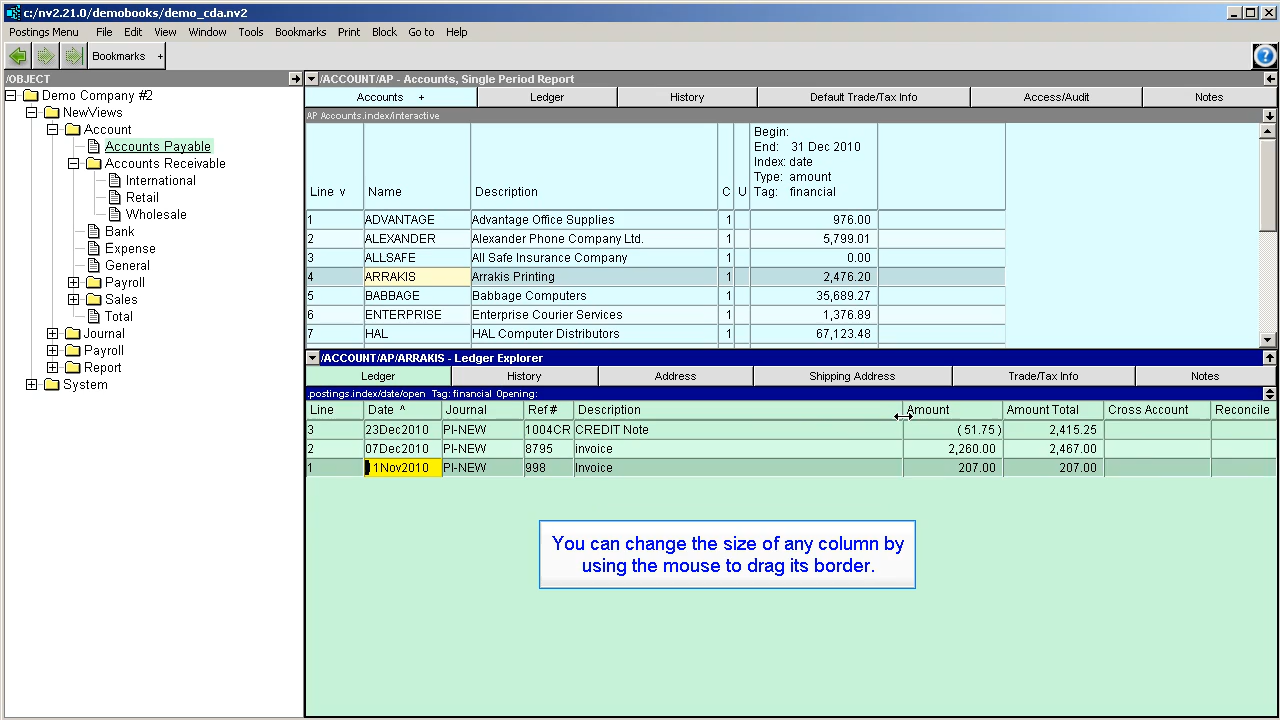 c:/nv2.21.0/demobooks/demo_cda.nv2
Postings Menu File Edit View Window Tools Bookmarks Print Block Go to Help
Bookmarks +
/OBJECT
Demo Company #2
NewViews
Account
Accounts Payable
Accounts Receivable
International
Retail
Wholesale
Bank
Expense
General
Payroll
Sales
Total
Journal
Payroll
Report
System
/ACCOUNT/AP - Accounts, Single Period Report
Accounts + Ledger History Default Trade/Tax Info Access/Audit Notes
AP Accounts.index/interactive
Begin:
End: 31 Dec 2010
Index: date
Type: amount
Line v Name Description C U Tag: financial
1 ADVANTAGE Advantage Office Supplies 1 976.00
2 ALEXANDER Alexander Phone Company Ltd. 1 5,799.01
3 ALLSAFE All Safe Insurance Company 1 0.00
4 ARRAKIS Arrakis Printing 1 2,476.20
5 BABBAGE Babbage Computers 1 35,689.27
6 ENTERPRISE Enterprise Courier Services 1 1,376.89
7 HAL HAL Computer Distributors 1 67,123.48
/ACCOUNT/AP/ARRAKIS - Ledger Explorer
Ledger History Address Shipping Address Trade/Tax Info Notes
.postings.index/date/open Tag: financial Opening:
Line Date ^ Journal Ref# Description Amount Amount Total Cross Account Reconcile
3 23Dec2010 PI-NEW 1004CR CREDIT Note (51.75) 2,415.25
2 07Dec2010 PI-NEW 8795 invoice 2,260.00 2,467.00
1 11Nov2010 PI-NEW 998 Invoice 207.00 207.00
You can change the size of any column by
using the mouse to drag its border.